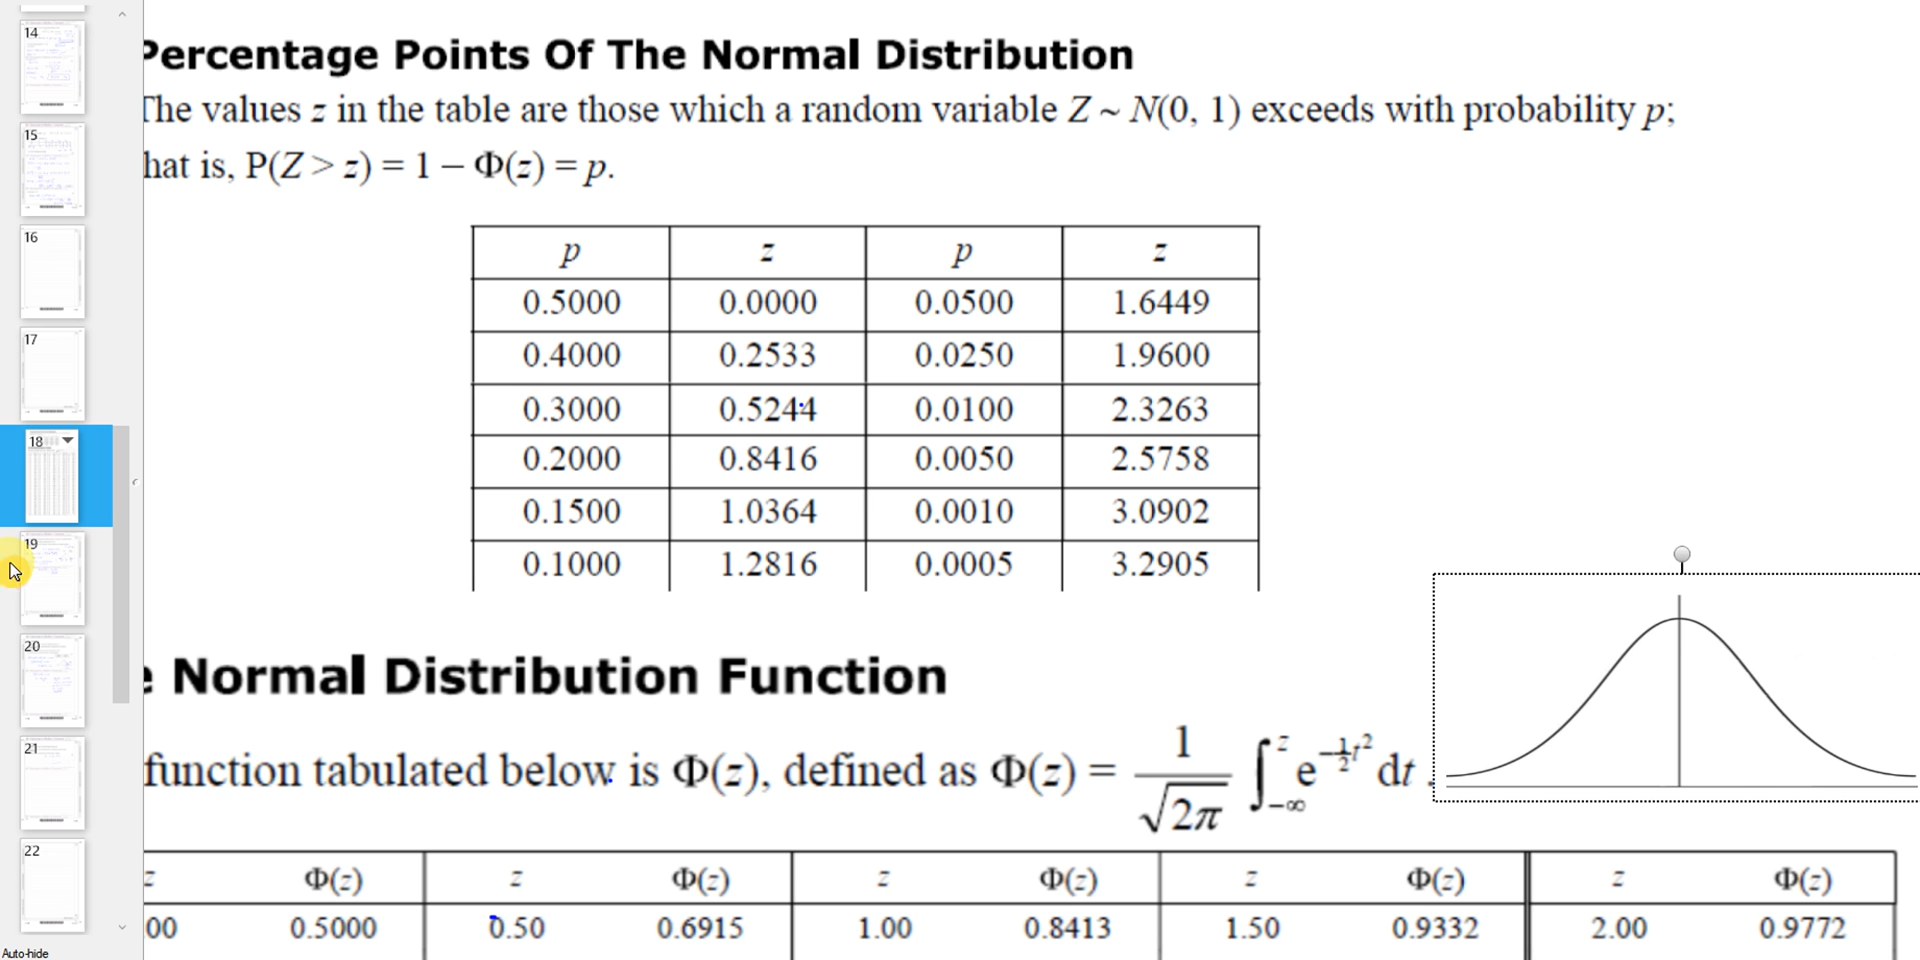 14
15
16
17
18
19
20
21
22
Auto-hide
Percentage Points Of The Normal Distribution
The values z in the table are those which a random variable Z ~ N(0, 1) exceeds with probability p;
hat is, P(Z > z) = 1 − Φ(z) = p.
p z p z
0.5000 0.0000 0.0500 1.6449
0.4000 0.2533 0.0250 1.9600
0.3000 0.5244 0.0100 2.3263
0.2000 0.8416 0.0050 2.5758
0.1500 1.0364 0.0010 3.0902
0.1000 1.2816 0.0005 3.2905
e Normal Distribution Function
function tabulated below is Φ(z), defined as Φ(z) = 1/√2π ∫_{−∞}^{z} e^{−½t²} dt .
z Φ(z) z Φ(z) z Φ(z) z Φ(z) z Φ(z)
00 0.5000 0.50 0.6915 1.00 0.8413 1.50 0.9332 2.00 0.9772